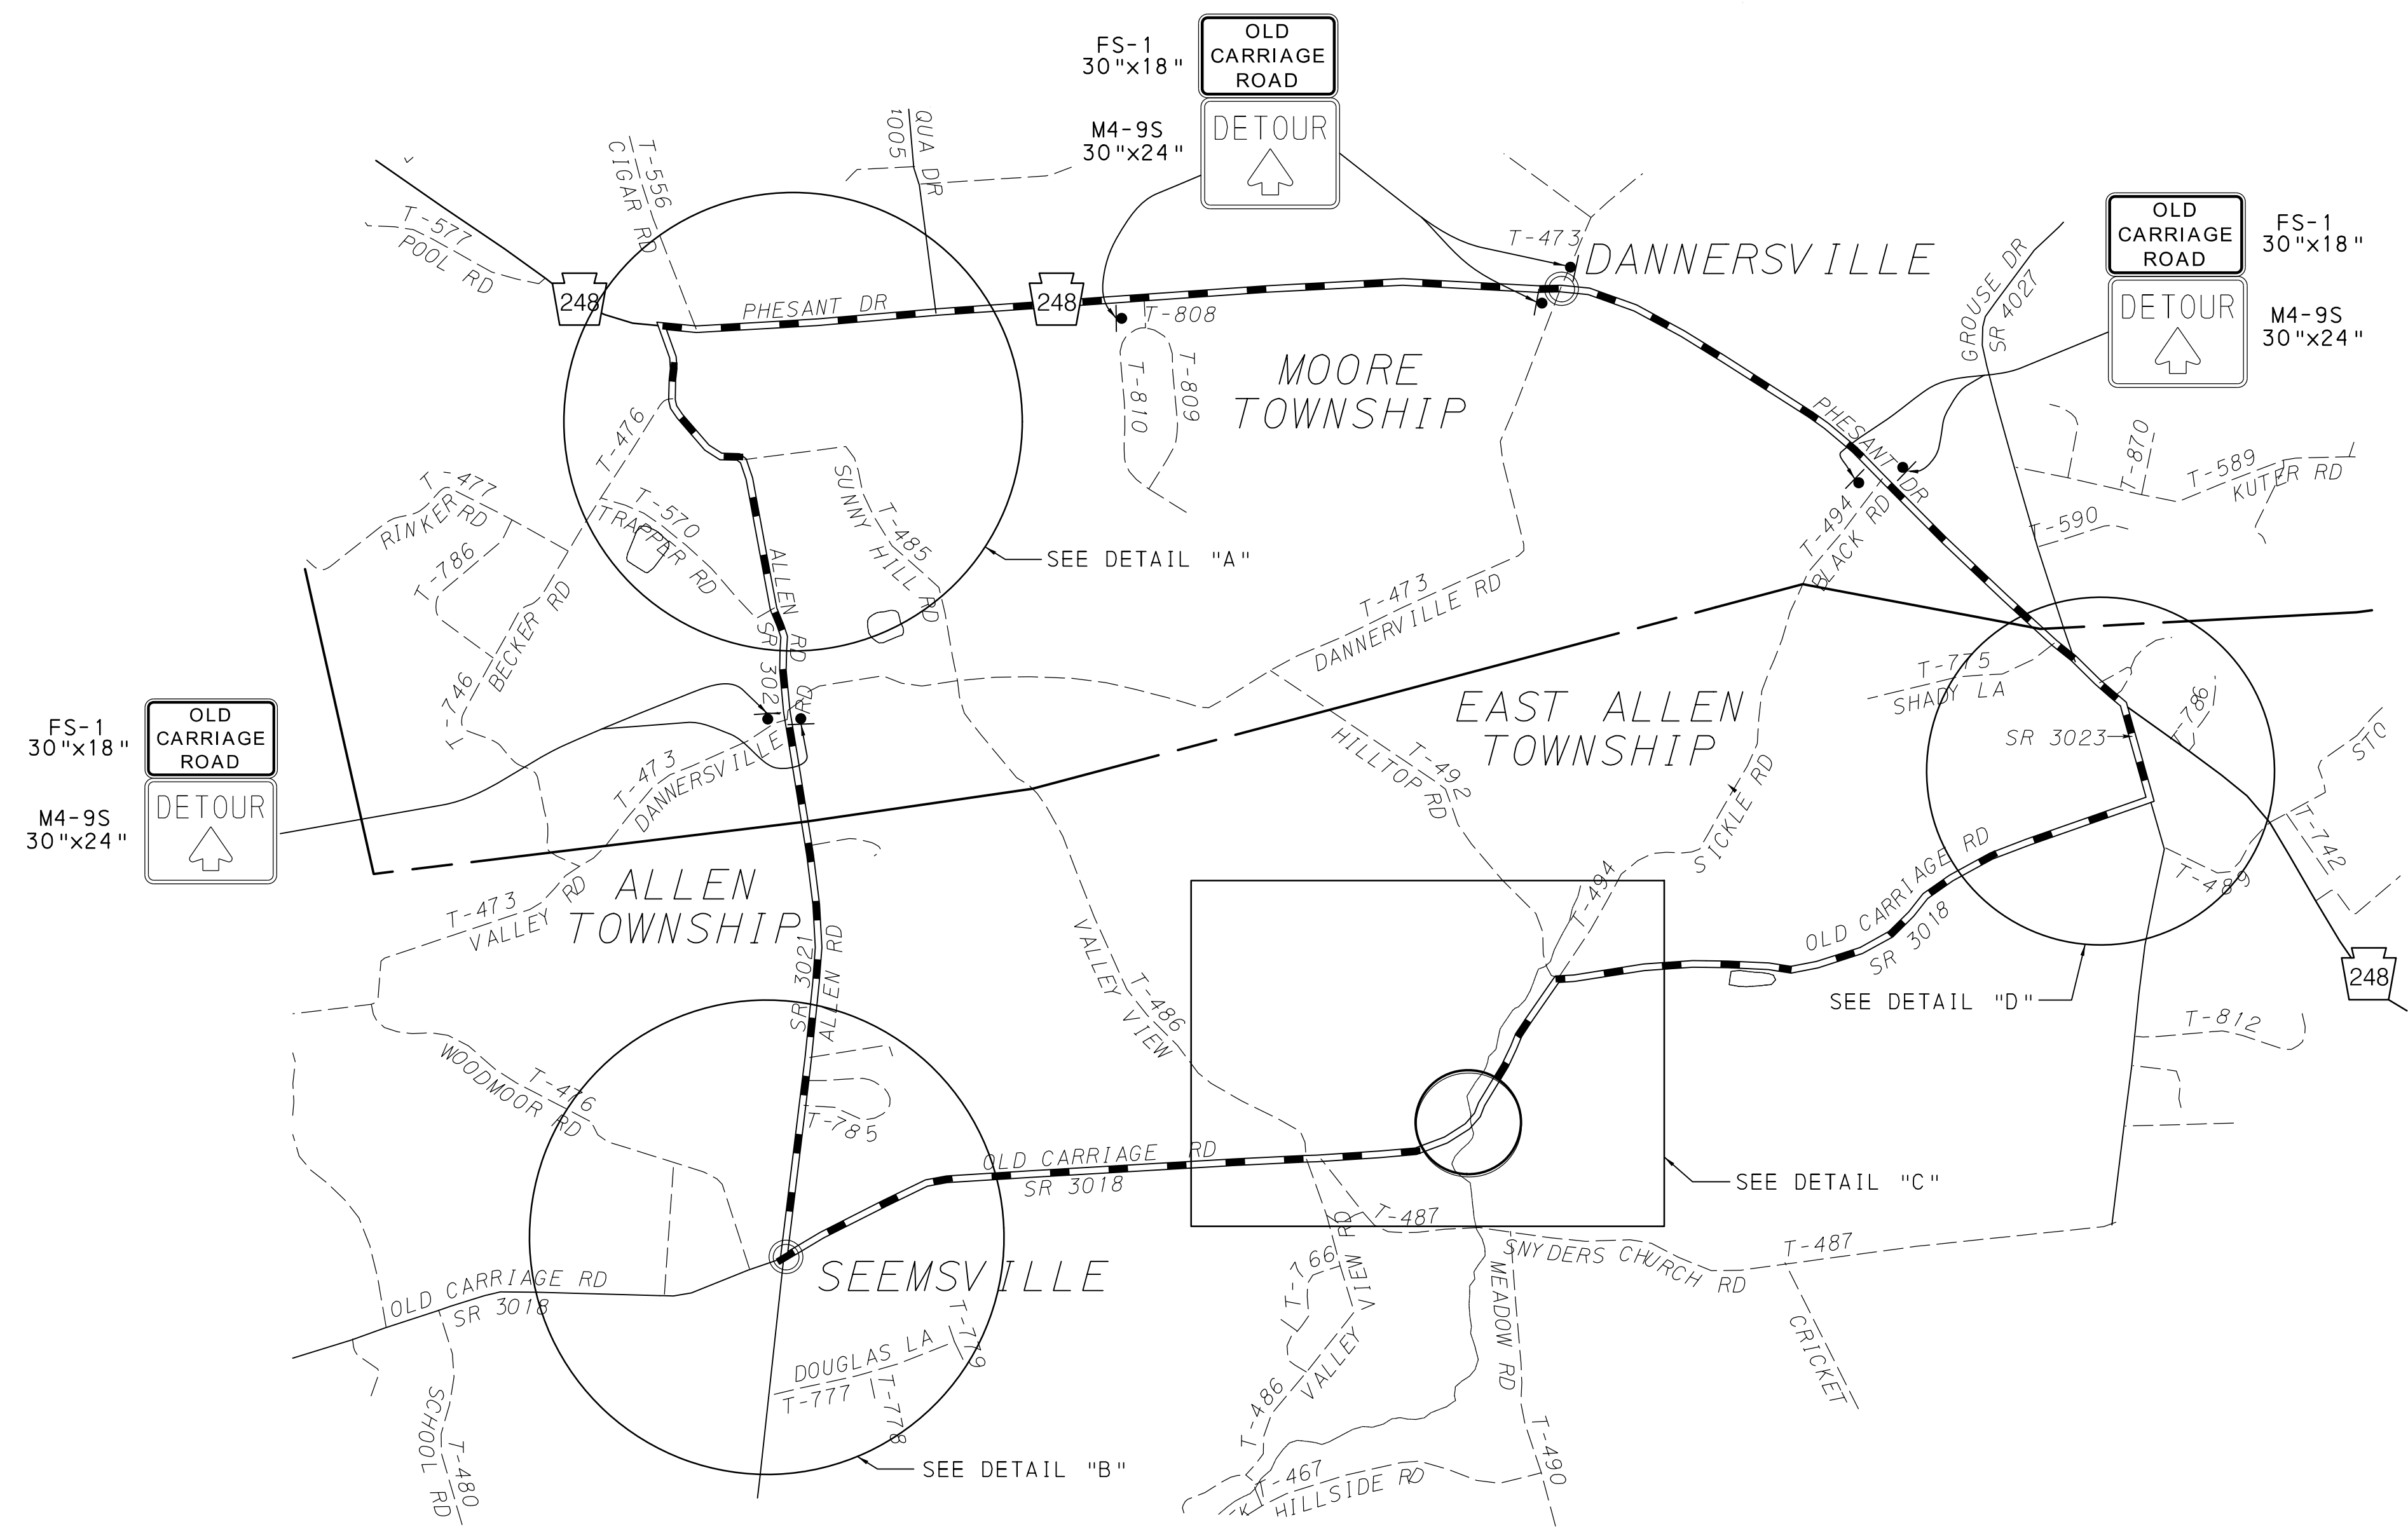 FS-1
30"x18"
OLD
CARRIAGE
ROAD
M4-9S
30"x24"
DETOUR
OLD
CARRIAGE
ROAD
FS-1
30"x18"
DETOUR
M4-9S
30"x24"
FS-1
30"x18"
OLD
CARRIAGE
ROAD
M4-9S
30"x24"
DETOUR
T-577
POOL RD
248
T-556
CIGAR RD
QUA DR
1005
PHESANT DR
248
T-808
T-809
T-810
T-473
DANNERSVILLE
MOORE
TOWNSHIP
GROUSE DR
SR 4027
PHESANT DR
T-870
T-589
KUTER RD
T-590
T-494
BLACK RD
T-476
T-477
RINKER RD
T-786
T-570
TRAPPER RD
SUNNY HILL RD
T-485
SEE DETAIL "A"
ALLEN RD
SR 302
BECKER RD
T-746
T-473
DANNERSVILLE RD
T-473
DANNERVILLE RD
EAST ALLEN
TOWNSHIP
T-492
HILLTOP RD
SICKLE RD
T-494
T-775
SHADY LA
SR 3023
786
STO
T-742
T-489
248
ALLEN
TOWNSHIP
T-473
VALLEY RD
SR 3021
ALLEN RD
T-476
WOODMOOR RD
T-785
T-486
VALLEY VIEW
OLD CARRIAGE RD
SR 3018
SEE DETAIL "D"
T-812
OLD CARRIAGE RD
SR 3018
SEE DETAIL "C"
T-487
SNYDERS CHURCH RD
T-487
SEEMSVILLE
OLD CARRIAGE RD
SR 3018
SCHOOL RD
T-480
DOUGLAS LA
T-777
T-779
T-778
SEE DETAIL "B"
T-766
VALLEY VIEW RD
T-486
MEADOW RD
T-490
T-467
HILLSIDE RD
K
CRICKET